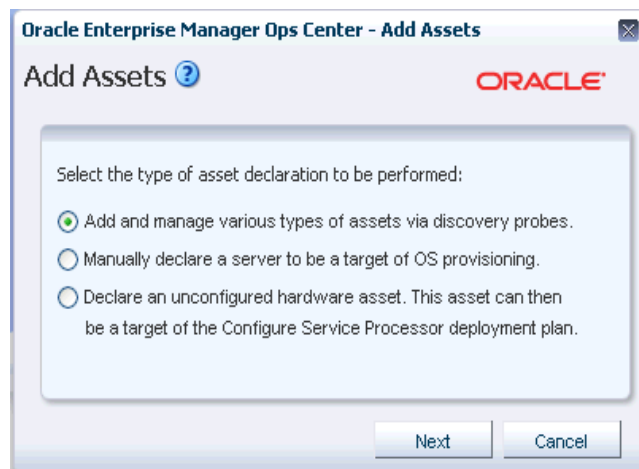 Oracle Enterprise Manager Ops Center - Add Assets
Add Assets ?
ORACLE
Select the type of asset declaration to be performed:
Add and manage various types of assets via discovery probes.
Manually declare a server to be a target of OS provisioning.
Declare an unconfigured hardware asset. This asset can then
be a target of the Configure Service Processor deployment plan.
Next
Cancel